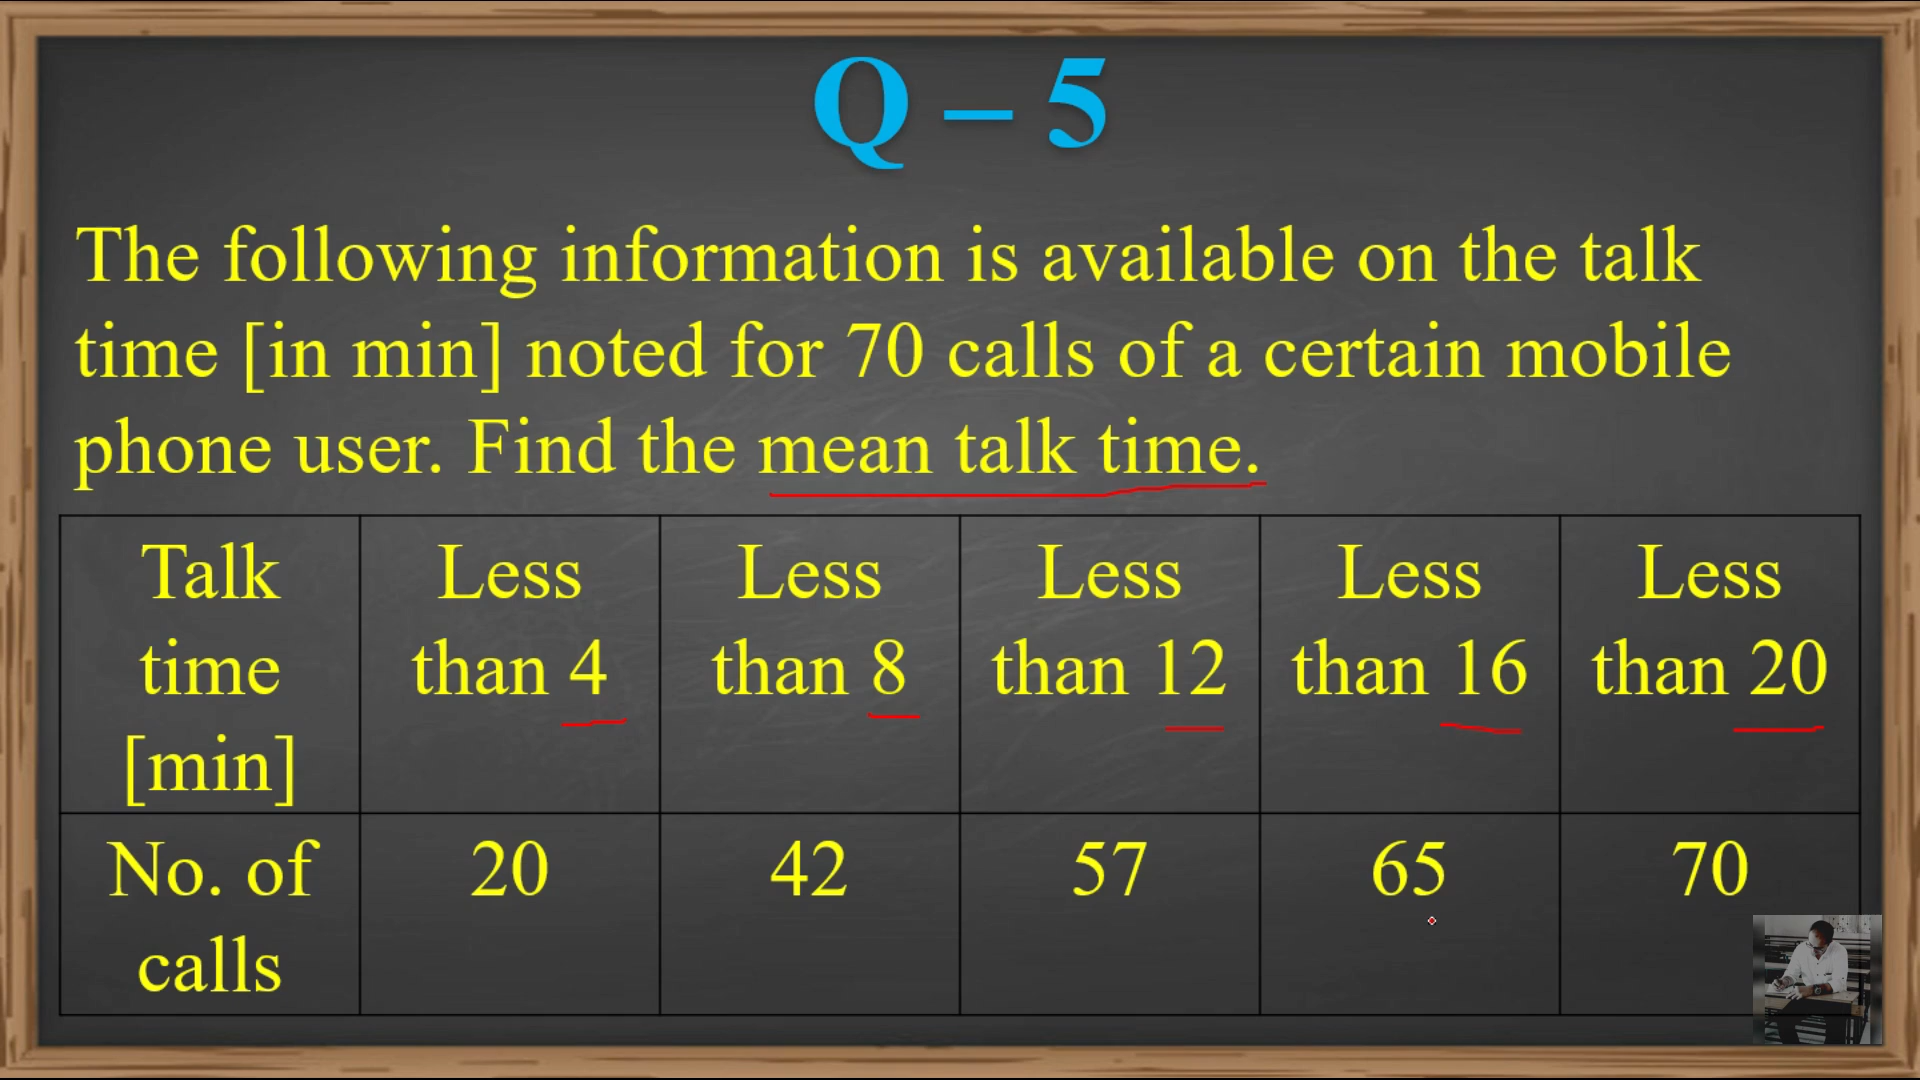 Q – 5
The following information is available on the talk
time [in min] noted for 70 calls of a certain mobile
phone user. Find the mean talk time.
Talk time [min] Less than 4 Less than 8 Less than 12 Less than 16 Less than 20
No. of calls 20 42 57 65 70